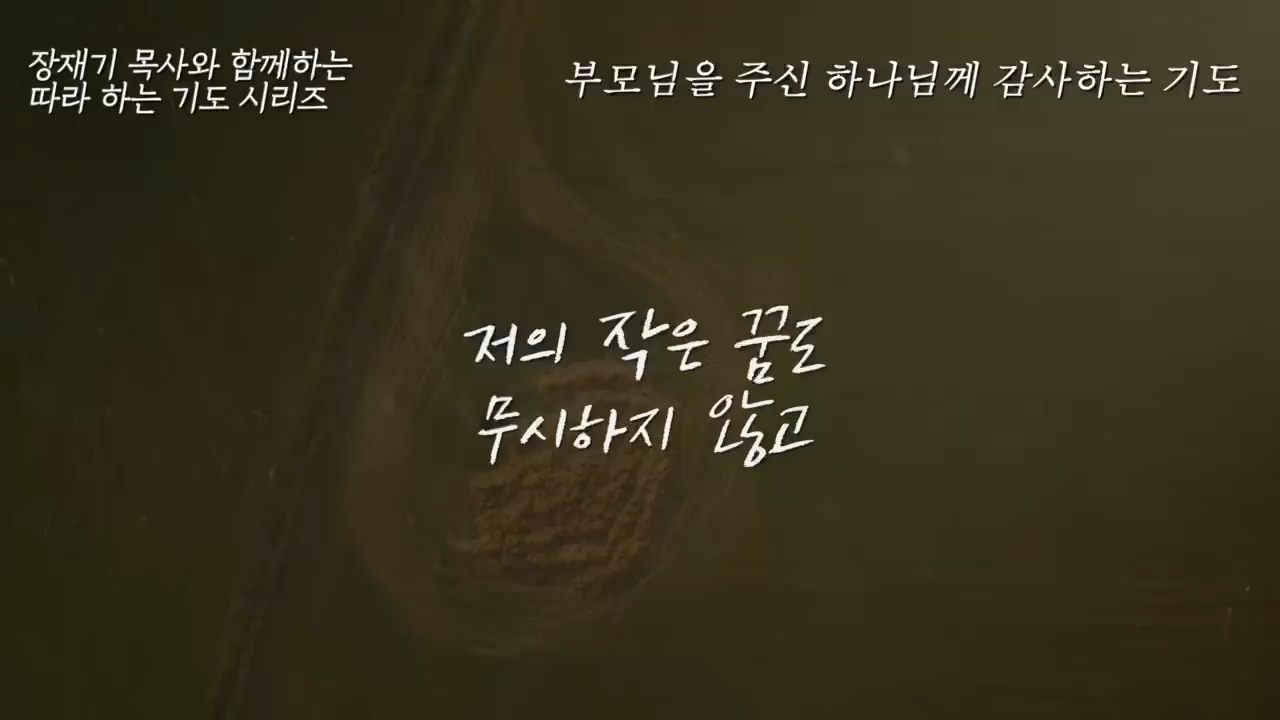 장재기 목사와 함께하는
따라 하는 기도 시리즈
부모님을 주신 하나님께 감사하는 기도
저의 작은 꿈도
무시하지 않고